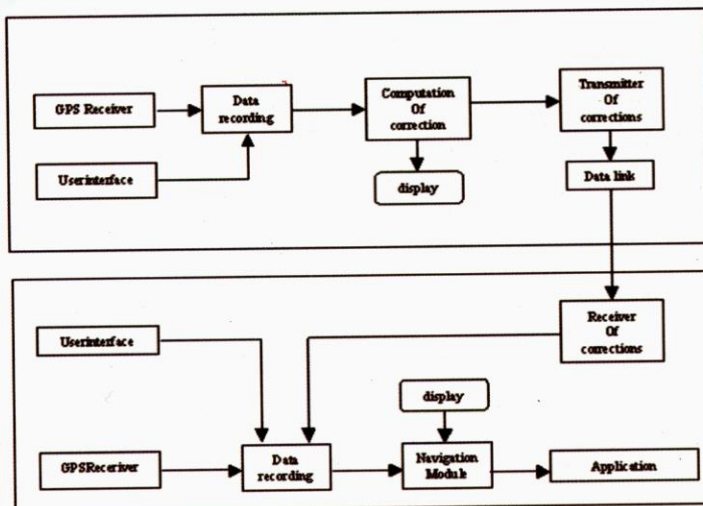 GPS Receiver
Data
recording
Computation
Of
correction
Transmitter
Of
corrections
Userinterface
display
Data link
Userinterface
Receiver
Of
corrections
display
GPSReceriver
Data
recording
Navigation
Module
Application